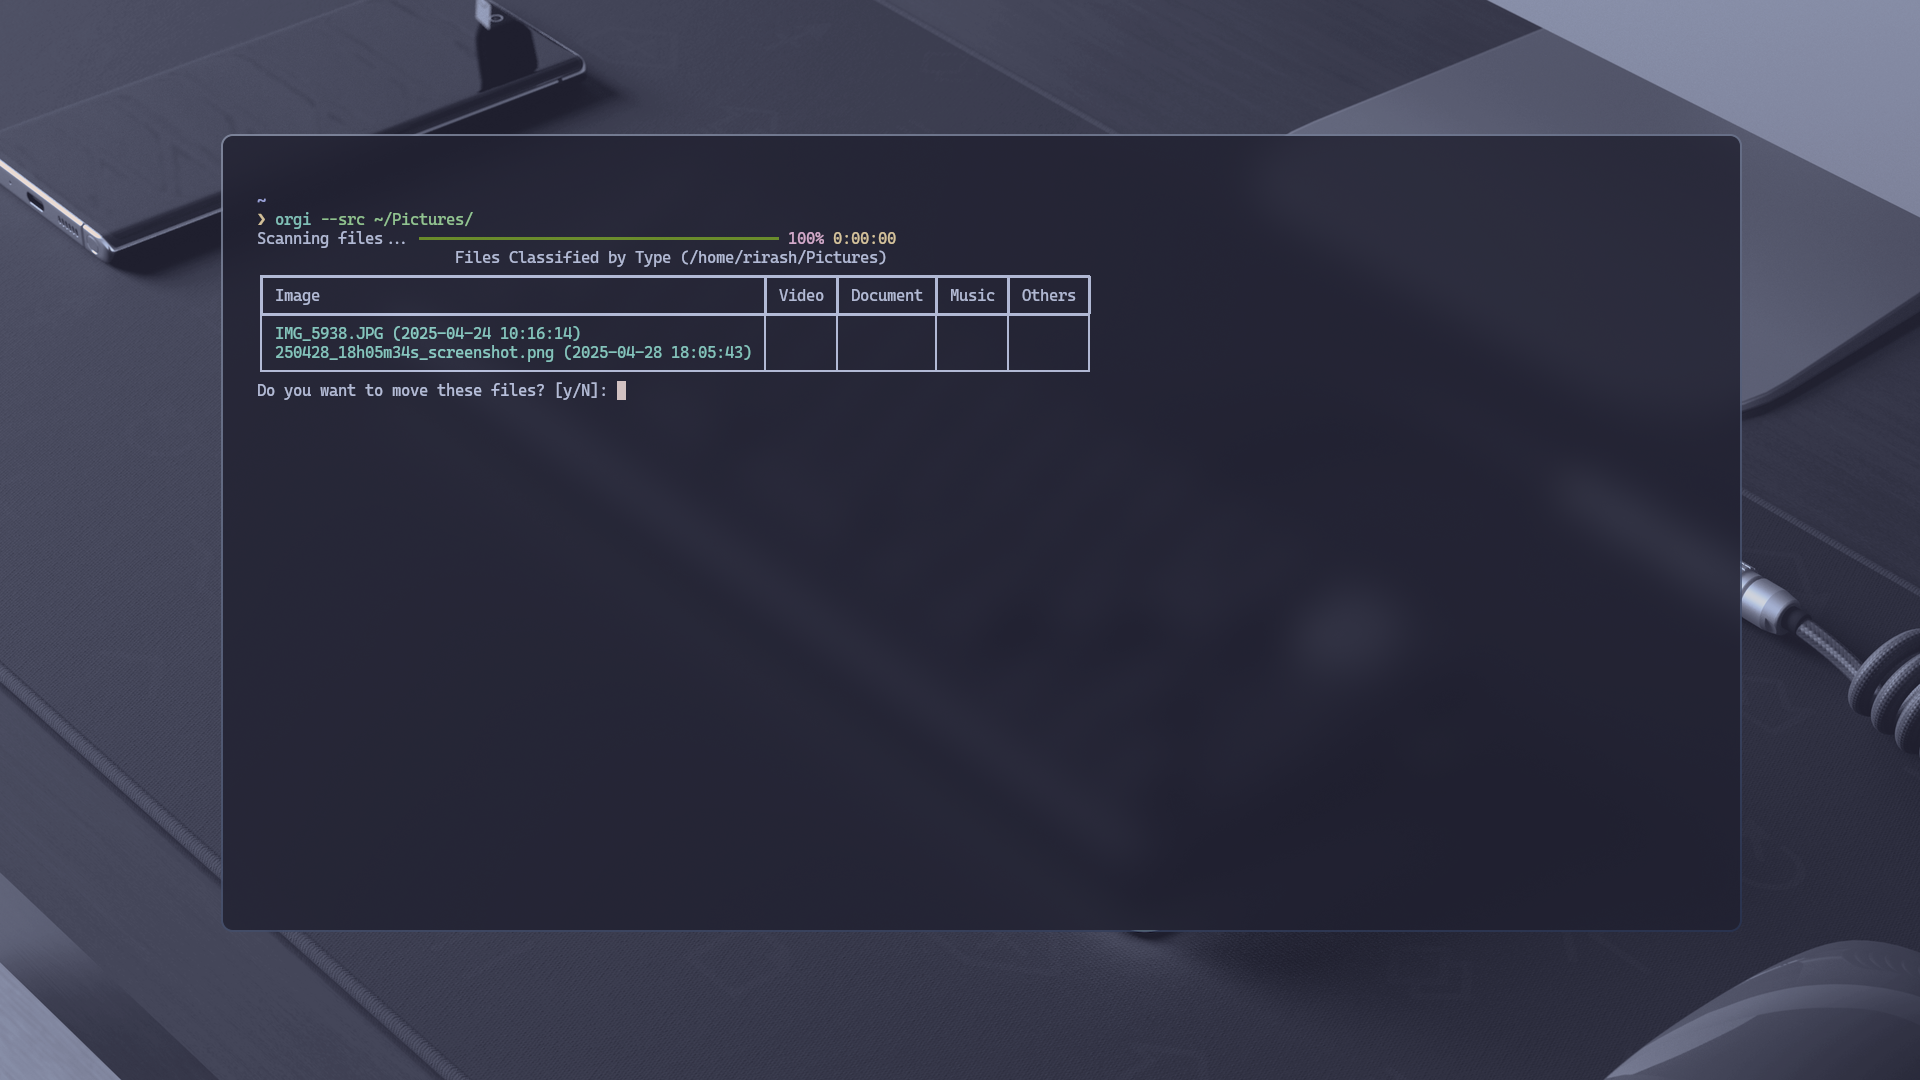 ~
❯ orgi --src ~/Pictures/
Scanning files... 100% 0:00:00
Files Classified by Type (/home/rirash/Pictures)
Image Video Document Music Others
IMG_5938.JPG (2025-04-24 10:16:14)
250428_18h05m34s_screenshot.png (2025-04-28 18:05:43)
Do you want to move these files? [y/N]: